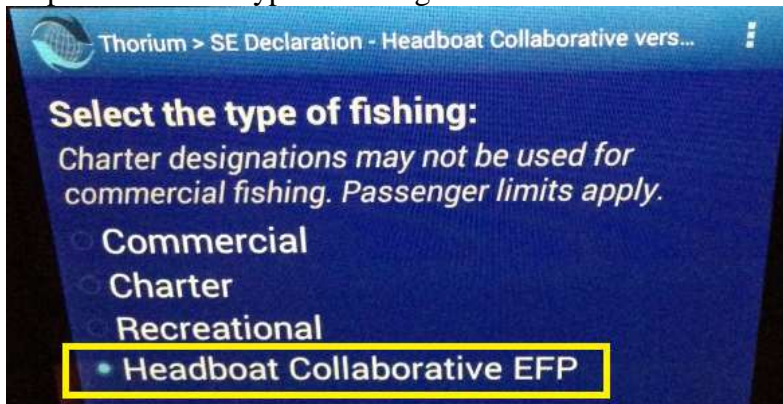 Thorium > SE Declaration - Headboat Collaborative vers...
Select the type of fishing:
Charter designations may not be used for
commercial fishing. Passenger limits apply.
Commercial
Charter
Recreational
Headboat Collaborative EFP